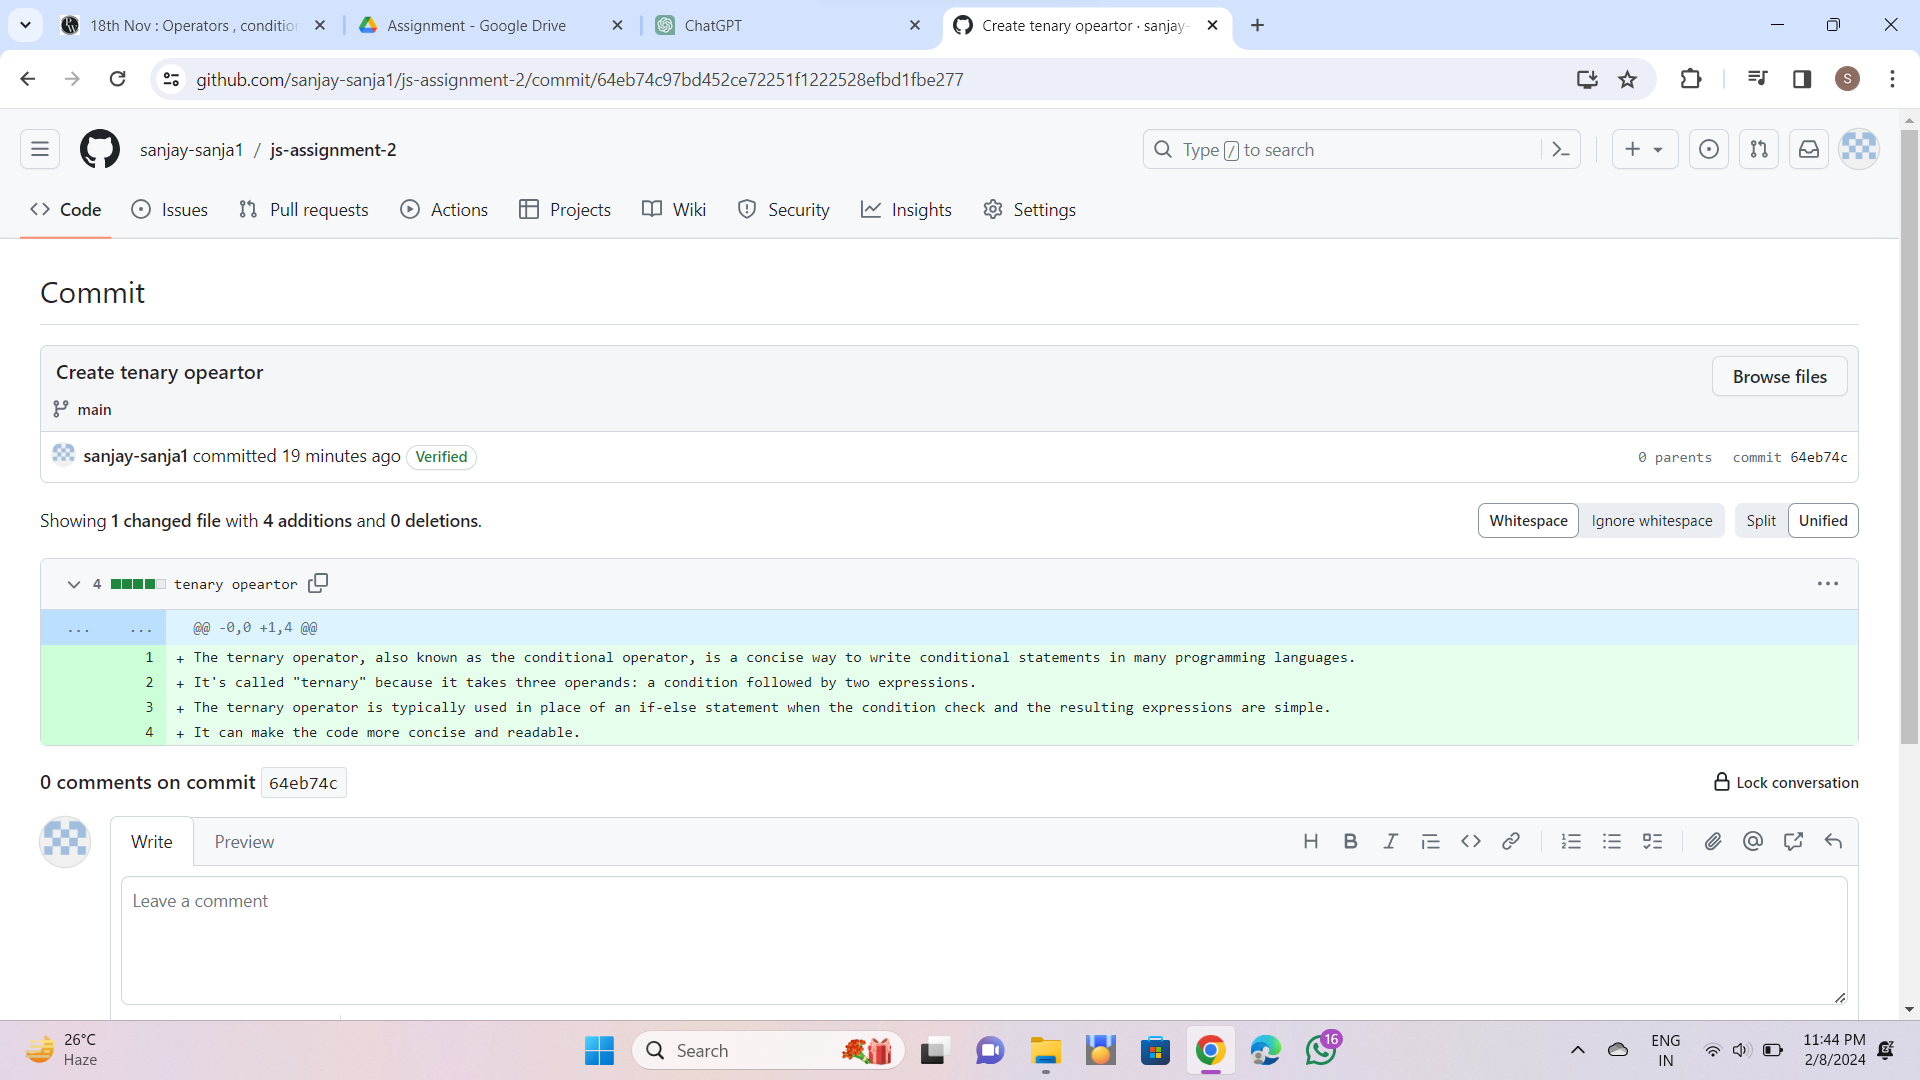 18th Nov : Operators , conditio
Assignment - Google Drive
ChatGPT
Create tenary opeartor · sanjay-
github.com/sanjay-sanja1/js-assignment-2/commit/64eb74c97bd452ce72251f1222528efbd1fbe277
S
sanjay-sanja1 / js-assignment-2
Type / to search
Code Issues Pull requests Actions Projects Wiki Security Insights Settings
Commit
Create tenary opeartor
Browse files
main
sanjay-sanja1 committed 19 minutes ago Verified
0 parents commit 64eb74c
Showing 1 changed file with 4 additions and 0 deletions.
Whitespace Ignore whitespace Split Unified
4 tenary opeartor
... ... @@ -0,0 +1,4 @@
1 + The ternary operator, also known as the conditional operator, is a concise way to write conditional statements in many programming languages.
2 + It's called "ternary" because it takes three operands: a condition followed by two expressions.
3 + The ternary operator is typically used in place of an if-else statement when the condition check and the resulting expressions are simple.
4 + It can make the code more concise and readable.
0 comments on commit 64eb74c
Lock conversation
Write Preview
Leave a comment
26°C
Haze
Search
16
ENG
IN
11:44 PM
2/8/2024